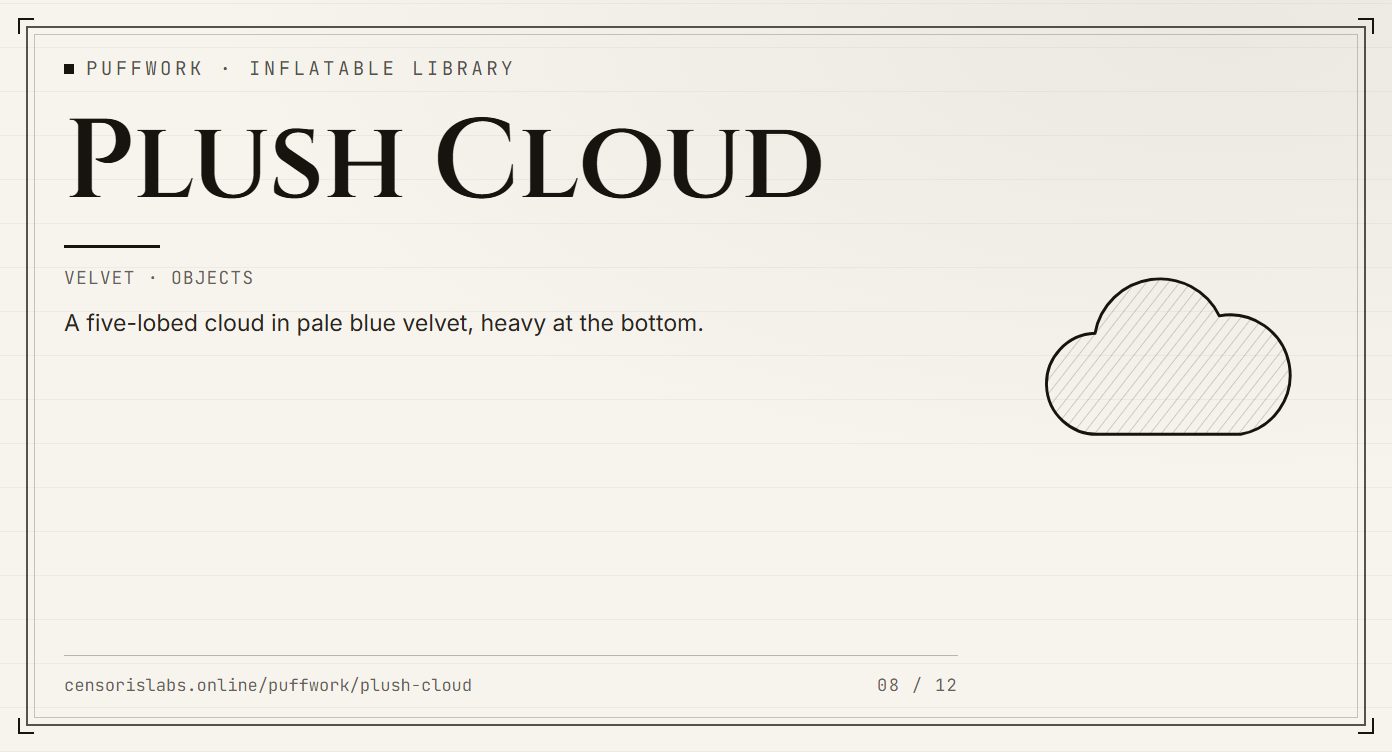 PUFFWORK · INFLATABLE LIBRARY
Plush Cloud
VELVET · OBJECTS
A five-lobed cloud in pale blue velvet, heavy at the bottom.
censorislabs.online/puffwork/plush-cloud
08 / 12